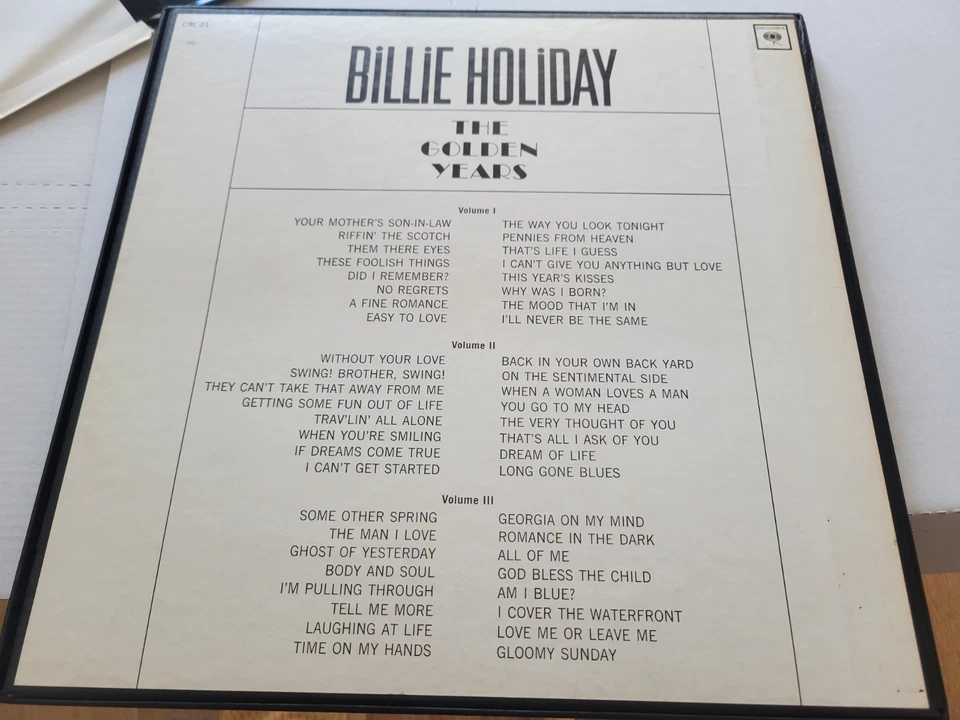 C3L 21
COLUMBIA
BiLLiE HOLiDAY
THE
GOLDEN
YEARS
Volume I
YOUR MOTHER'S SON-IN-LAW
RIFFIN' THE SCOTCH
THEM THERE EYES
THESE FOOLISH THINGS
DID I REMEMBER?
NO REGRETS
A FINE ROMANCE
EASY TO LOVE
THE WAY YOU LOOK TONIGHT
PENNIES FROM HEAVEN
THAT'S LIFE I GUESS
I CAN'T GIVE YOU ANYTHING BUT LOVE
THIS YEAR'S KISSES
WHY WAS I BORN?
THE MOOD THAT I'M IN
I'LL NEVER BE THE SAME
Volume II
WITHOUT YOUR LOVE
SWING! BROTHER, SWING!
THEY CAN'T TAKE THAT AWAY FROM ME
GETTING SOME FUN OUT OF LIFE
TRAV'LIN' ALL ALONE
WHEN YOU'RE SMILING
IF DREAMS COME TRUE
I CAN'T GET STARTED
BACK IN YOUR OWN BACK YARD
ON THE SENTIMENTAL SIDE
WHEN A WOMAN LOVES A MAN
YOU GO TO MY HEAD
THE VERY THOUGHT OF YOU
THAT'S ALL I ASK OF YOU
DREAM OF LIFE
LONG GONE BLUES
Volume III
SOME OTHER SPRING
THE MAN I LOVE
GHOST OF YESTERDAY
BODY AND SOUL
I'M PULLING THROUGH
TELL ME MORE
LAUGHING AT LIFE
TIME ON MY HANDS
GEORGIA ON MY MIND
ROMANCE IN THE DARK
ALL OF ME
GOD BLESS THE CHILD
AM I BLUE?
I COVER THE WATERFRONT
LOVE ME OR LEAVE ME
GLOOMY SUNDAY